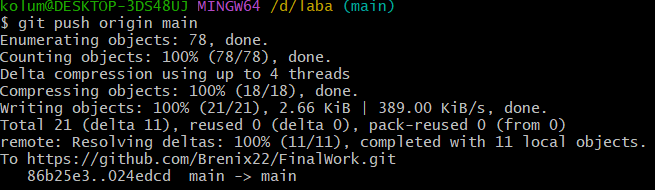 kolum@DESKTOP-3DS48UJ MINGW64 /d/laba (main)
$ git push origin main
Enumerating objects: 78, done.
Counting objects: 100% (78/78), done.
Delta compression using up to 4 threads
Compressing objects: 100% (18/18), done.
Writing objects: 100% (21/21), 2.66 KiB | 389.00 KiB/s, done.
Total 21 (delta 11), reused 0 (delta 0), pack-reused 0 (from 0)
remote: Resolving deltas: 100% (11/11), completed with 11 local objects.
To https://github.com/Brenix22/FinalWork.git
   86b25e3..024edcd  main -> main